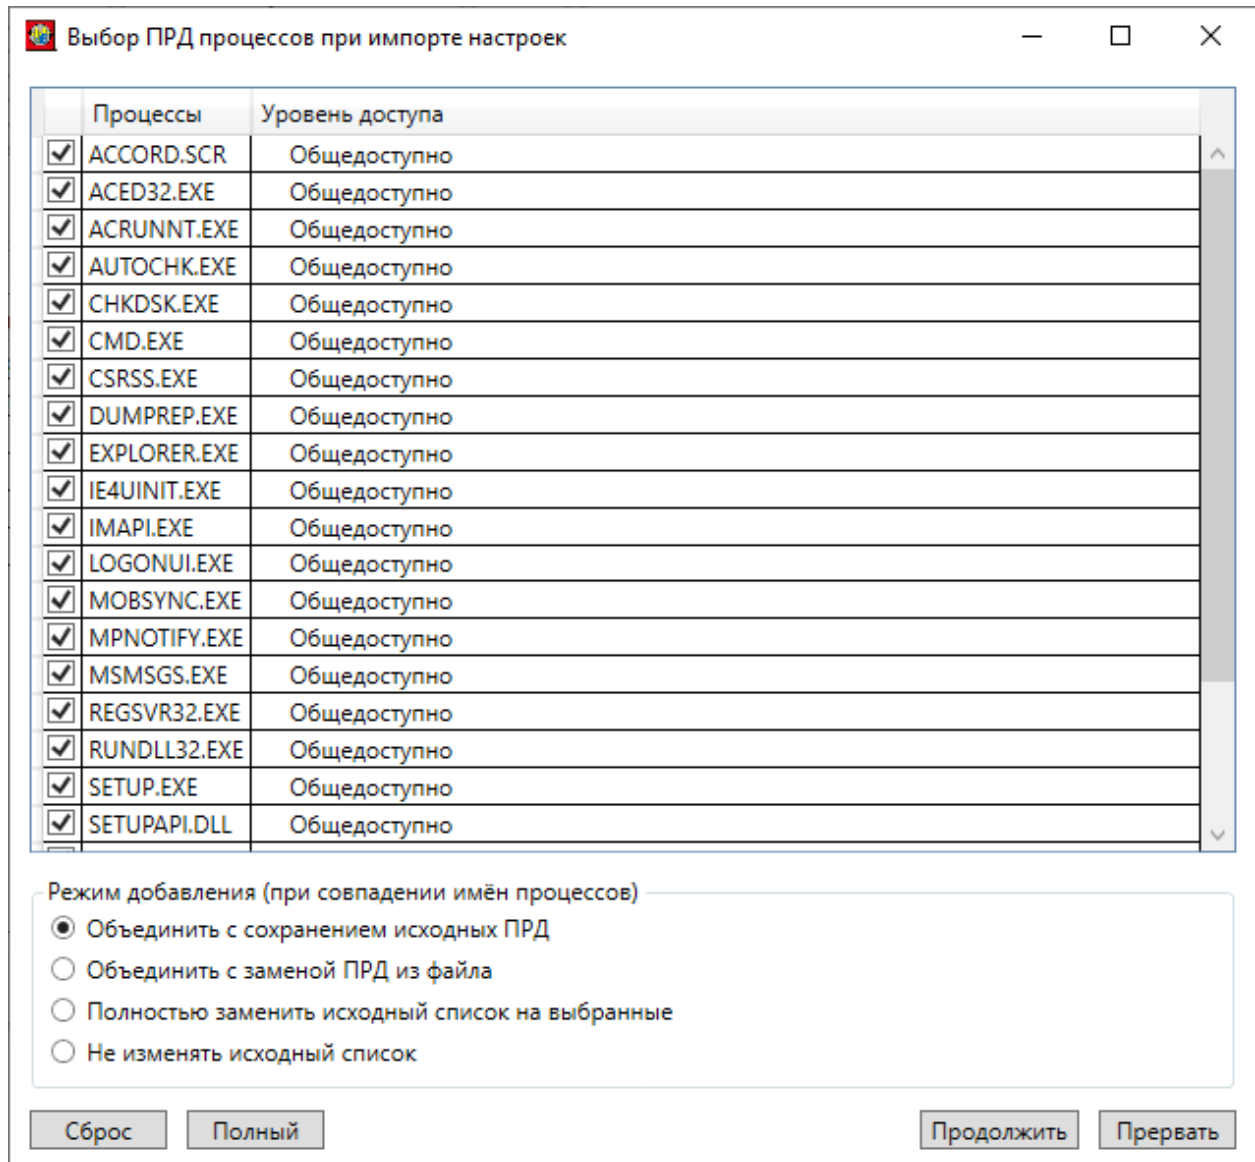 Выбор ПРД процессов при импорте настроек
Процессы Уровень доступа
ACCORD.SCR Общедоступно
ACED32.EXE Общедоступно
ACRUNNT.EXE Общедоступно
AUTOCHK.EXE Общедоступно
CHKDSK.EXE Общедоступно
CMD.EXE Общедоступно
CSRSS.EXE Общедоступно
DUMPREP.EXE Общедоступно
EXPLORER.EXE Общедоступно
IE4UINIT.EXE Общедоступно
IMAPI.EXE Общедоступно
LOGONUI.EXE Общедоступно
MOBSYNC.EXE Общедоступно
MPNOTIFY.EXE Общедоступно
MSMSGS.EXE Общедоступно
REGSVR32.EXE Общедоступно
RUNDLL32.EXE Общедоступно
SETUP.EXE Общедоступно
SETUPAPI.DLL Общедоступно
Режим добавления (при совпадении имён процессов)
Объединить с сохранением исходных ПРД
Объединить с заменой ПРД из файла
Полностью заменить исходный список на выбранные
Не изменять исходный список
Сброс Полный Продолжить Прервать